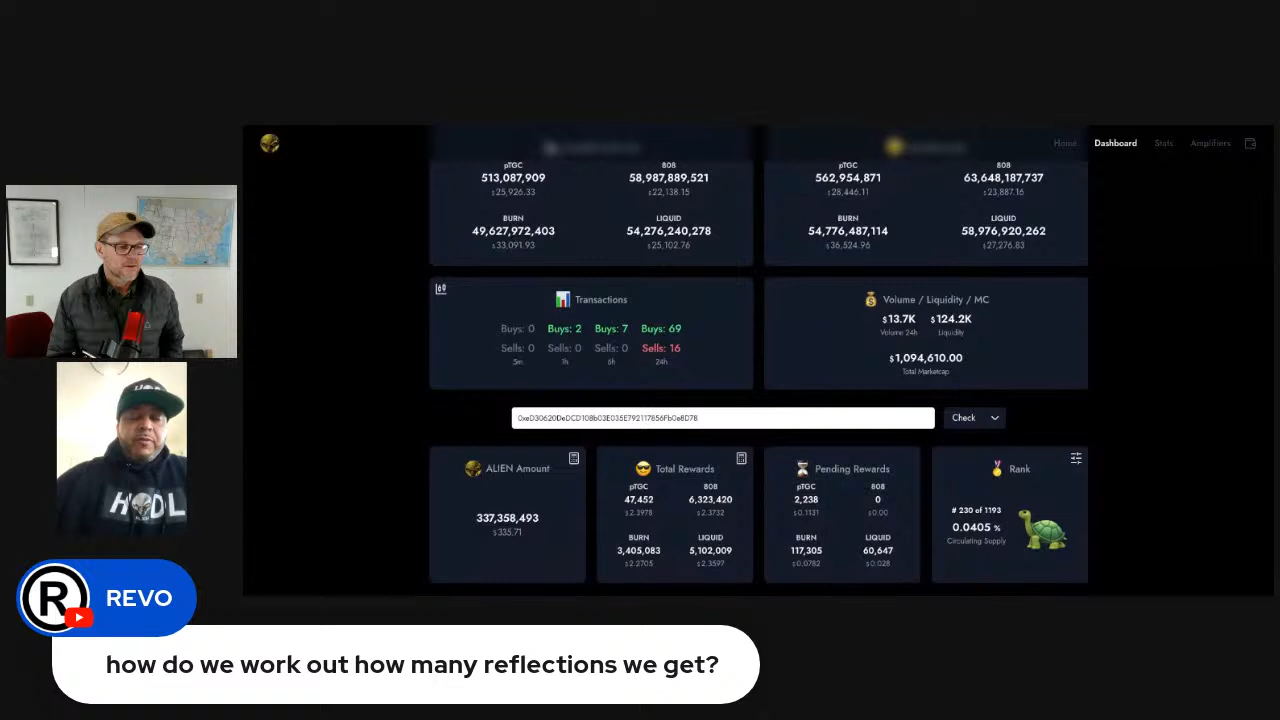 Home Dashboard Stats Amplifiers
pTGC 808
513,087,909 58,987,889,521
$25,926.33 $22,138.15
BURN LIQUID
49,627,972,403 54,276,240,278
$33,091.93 $25,102.76
pTGC 808
562,954,871 63,648,187,737
$28,446.11 $23,887.16
BURN LIQUID
54,776,487,114 58,976,920,262
$36,524.96 $27,276.83
Transactions
Buys: 0 Buys: 2 Buys: 7 Buys: 69
Sells: 0 Sells: 0 Sells: 0 Sells: 16
5m 1h 6h 24h
Volume / Liquidity / MC
$13.7K $124.2K
Volume 24h Liquidity
$1,094,610.00
Total Marketcap
0xeD30620DeDCD108b03E035E792117856Fb0e8D78
Check
ALIEN Amount
337,358,493
$335.71
Total Rewards
pTGC 808
47,452 6,323,420
$2.3978 $2.3732
BURN LIQUID
3,405,083 5,102,009
$2.2705 $2.3597
Pending Rewards
pTGC 808
2,238 0
$0.1131 $0.00
BURN LIQUID
117,305 60,647
$0.0782 $0.028
Rank
# 230 of 1193
0.0405 %
Circulating Supply
HODL
R REVO
how do we work out how many reflections we get?